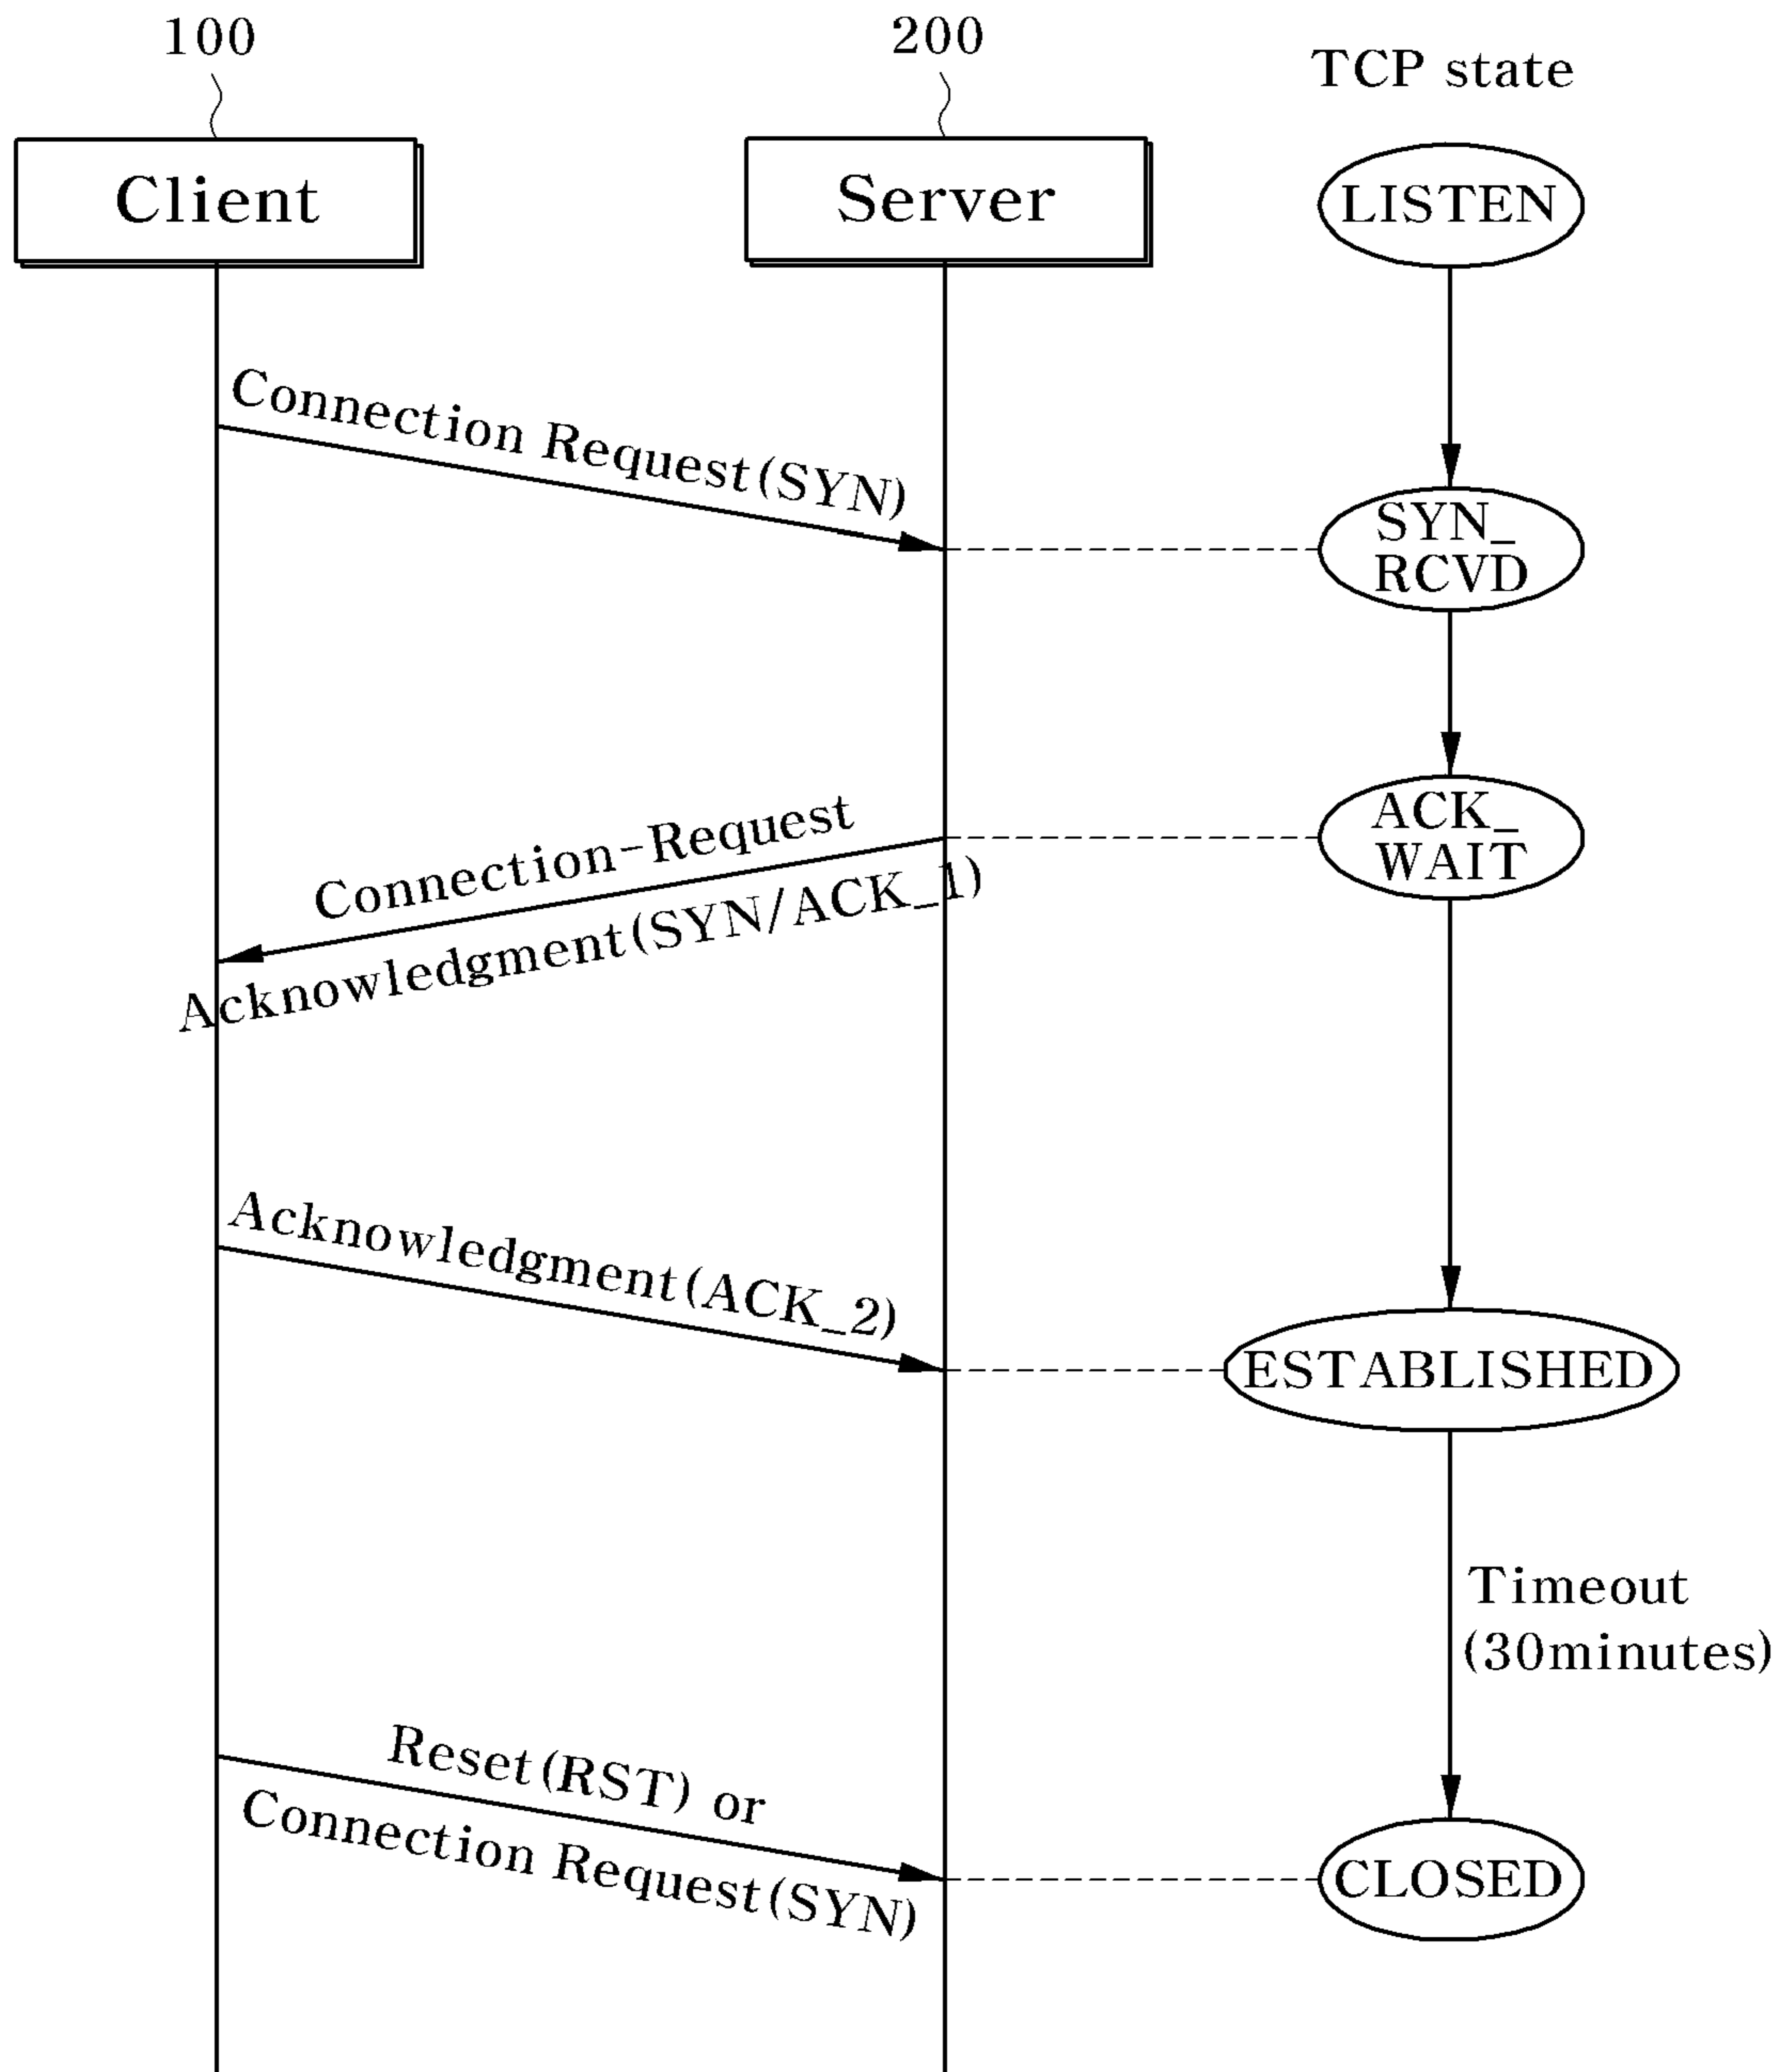 100
200
TCP state
Client
Server
LISTEN
Connection Request(SYN)
SYN_
RCVD
Connection-Request
Acknowledgment(SYN/ACK_1)
ACK_
WAIT
Acknowledgment(ACK_2)
ESTABLISHED
Timeout
(30minutes)
Reset(RST) or
Connection Request(SYN)
CLOSED